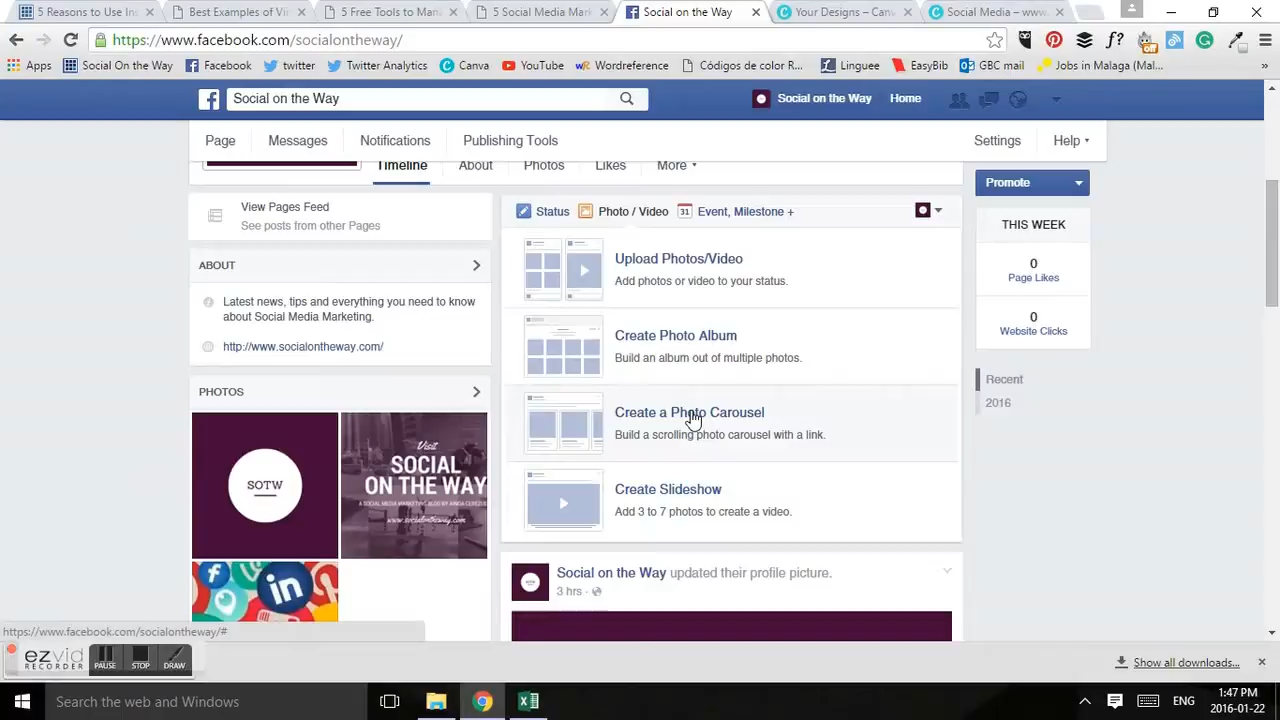 5 Reasons to Use Ins
Best Examples of Vir
5 Free Tools to Mana
5 Social Media Mark
Social on the Way
Your Designs – Canv
Social Media – www.
https://www.facebook.com/socialontheway/
Apps
Social On the Way
Facebook
twitter
Twitter Analytics
Canva
YouTube
Wordreference
Códigos de color R...
Linguee
EasyBib
GBC mail
Jobs in Malaga (Mal...
»
Social on the Way
Social on the Way
Home
Page
Messages
Notifications
Publishing Tools
Settings
Help
Timeline
About
Photos
Likes
More
View Pages Feed
See posts from other Pages
ABOUT
Latest news, tips and everything you need to know
about Social Media Marketing.
http://www.socialontheway.com/
PHOTOS
SOTW
Visit
SOCIAL
ON THE WAY
www.socialontheway.com
Status
Photo / Video
31
Event, Milestone +
Upload Photos/Video
Add photos or video to your status.
Create Photo Album
Build an album out of multiple photos.
Create a Photo Carousel
Build a scrolling photo carousel with a link.
Create Slideshow
Add 3 to 7 photos to create a video.
Social on the Way updated their profile picture.
3 hrs ·
SOTW
Promote
THIS WEEK
0
Page Likes
0
Website Clicks
Recent
2016
https://www.facebook.com/socialontheway/#
ezvid
RECORDER
PAUSE
STOP
DRAW
Show all downloads...
Search the web and Windows
ENG
1:47 PM
2016-01-22